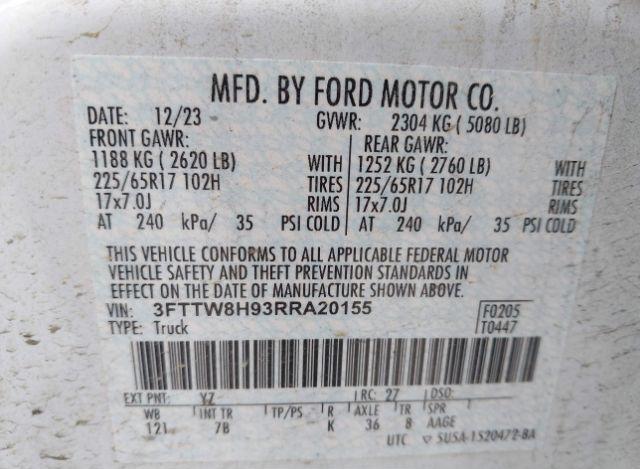 MFD. BY FORD MOTOR CO.
DATE: 12/23 GVWR: 2304 KG ( 5080 LB)
FRONT GAWR: REAR GAWR:
1188 KG ( 2620 LB) WITH 1252 KG ( 2760 LB) WITH
225/65R17 102H TIRES 225/65R17 102H TIRES
17x7.0J RIMS 17x7.0J RIMS
AT 240 kPa/ 35 PSI COLD AT 240 kPa/ 35 PSI COLD
THIS VEHICLE CONFORMS TO ALL APPLICABLE FEDERAL MOTOR
VEHICLE SAFETY AND THEFT PREVENTION STANDARDS IN
EFFECT ON THE DATE OF MANUFACTURE SHOWN ABOVE.
VIN: 3FTTW8H93RRA20155 F0205
TYPE: Truck T0447
EXT PNT: YZ RC: 27 DSO:
WB INT TR TP/PS R AXLE TR SPR
121 7B K 36 8 AAGE
UTC SUSA-1520472-BA